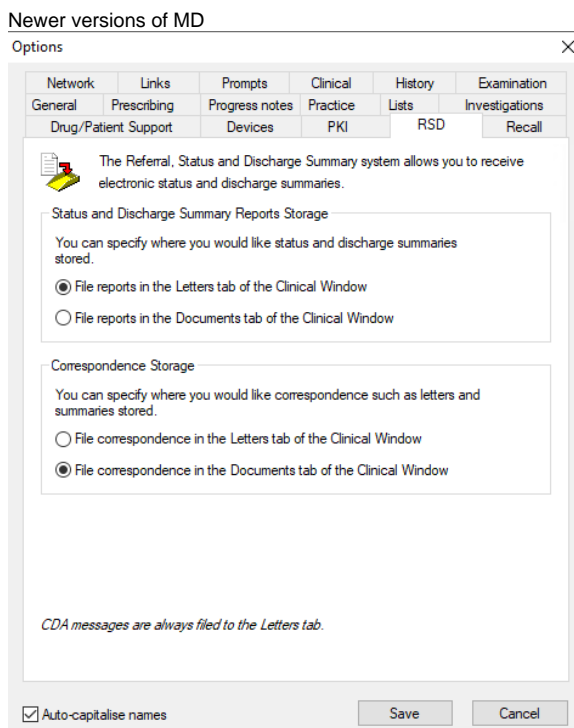 Newer versions of MD
Options
Network Links Prompts Clinical History Examination
General Prescribing Progress notes Practice Lists Investigations
Drug/Patient Support Devices PKI RSD Recall
The Referral, Status and Discharge Summary system allows you to receive
electronic status and discharge summaries.
Status and Discharge Summary Reports Storage
You can specify where you would like status and discharge summaries
stored.
File reports in the Letters tab of the Clinical Window
File reports in the Documents tab of the Clinical Window
Correspondence Storage
You can specify where you would like correspondence such as letters and
summaries stored.
File correspondence in the Letters tab of the Clinical Window
File correspondence in the Documents tab of the Clinical Window
CDA messages are always filed to the Letters tab.
Auto-capitalise names Save Cancel